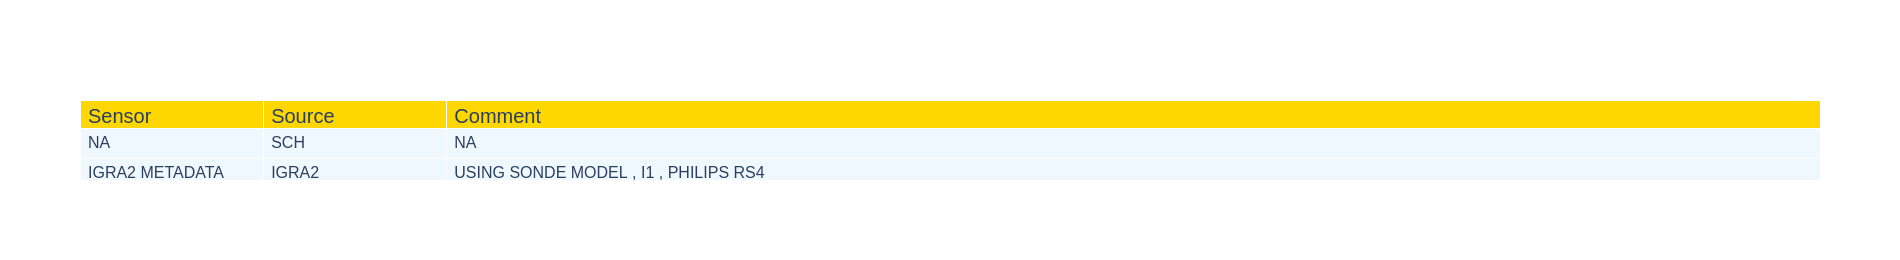 Sensor Source Comment
NA SCH NA
IGRA2 METADATA IGRA2 USING SONDE MODEL , I1 , PHILIPS RS4